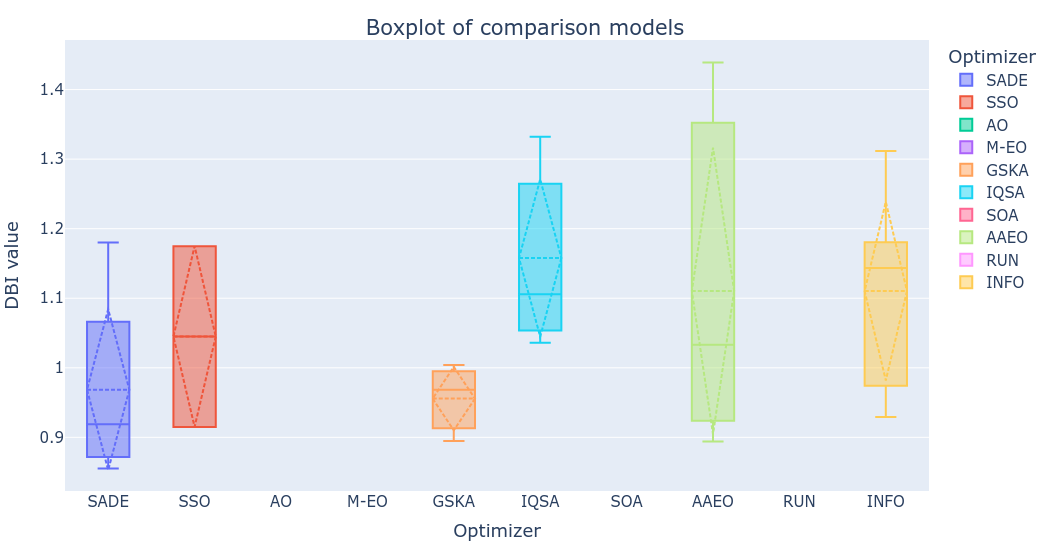 Boxplot of comparison models
Optimizer
SADE
SSO
AO
M-EO
GSKA
IQSA
SOA
AAEO
RUN
INFO
DBI value
1.4
1.3
1.2
1.1
1
0.9
SADE SSO AO M-EO GSKA IQSA SOA AAEO RUN INFO
Optimizer